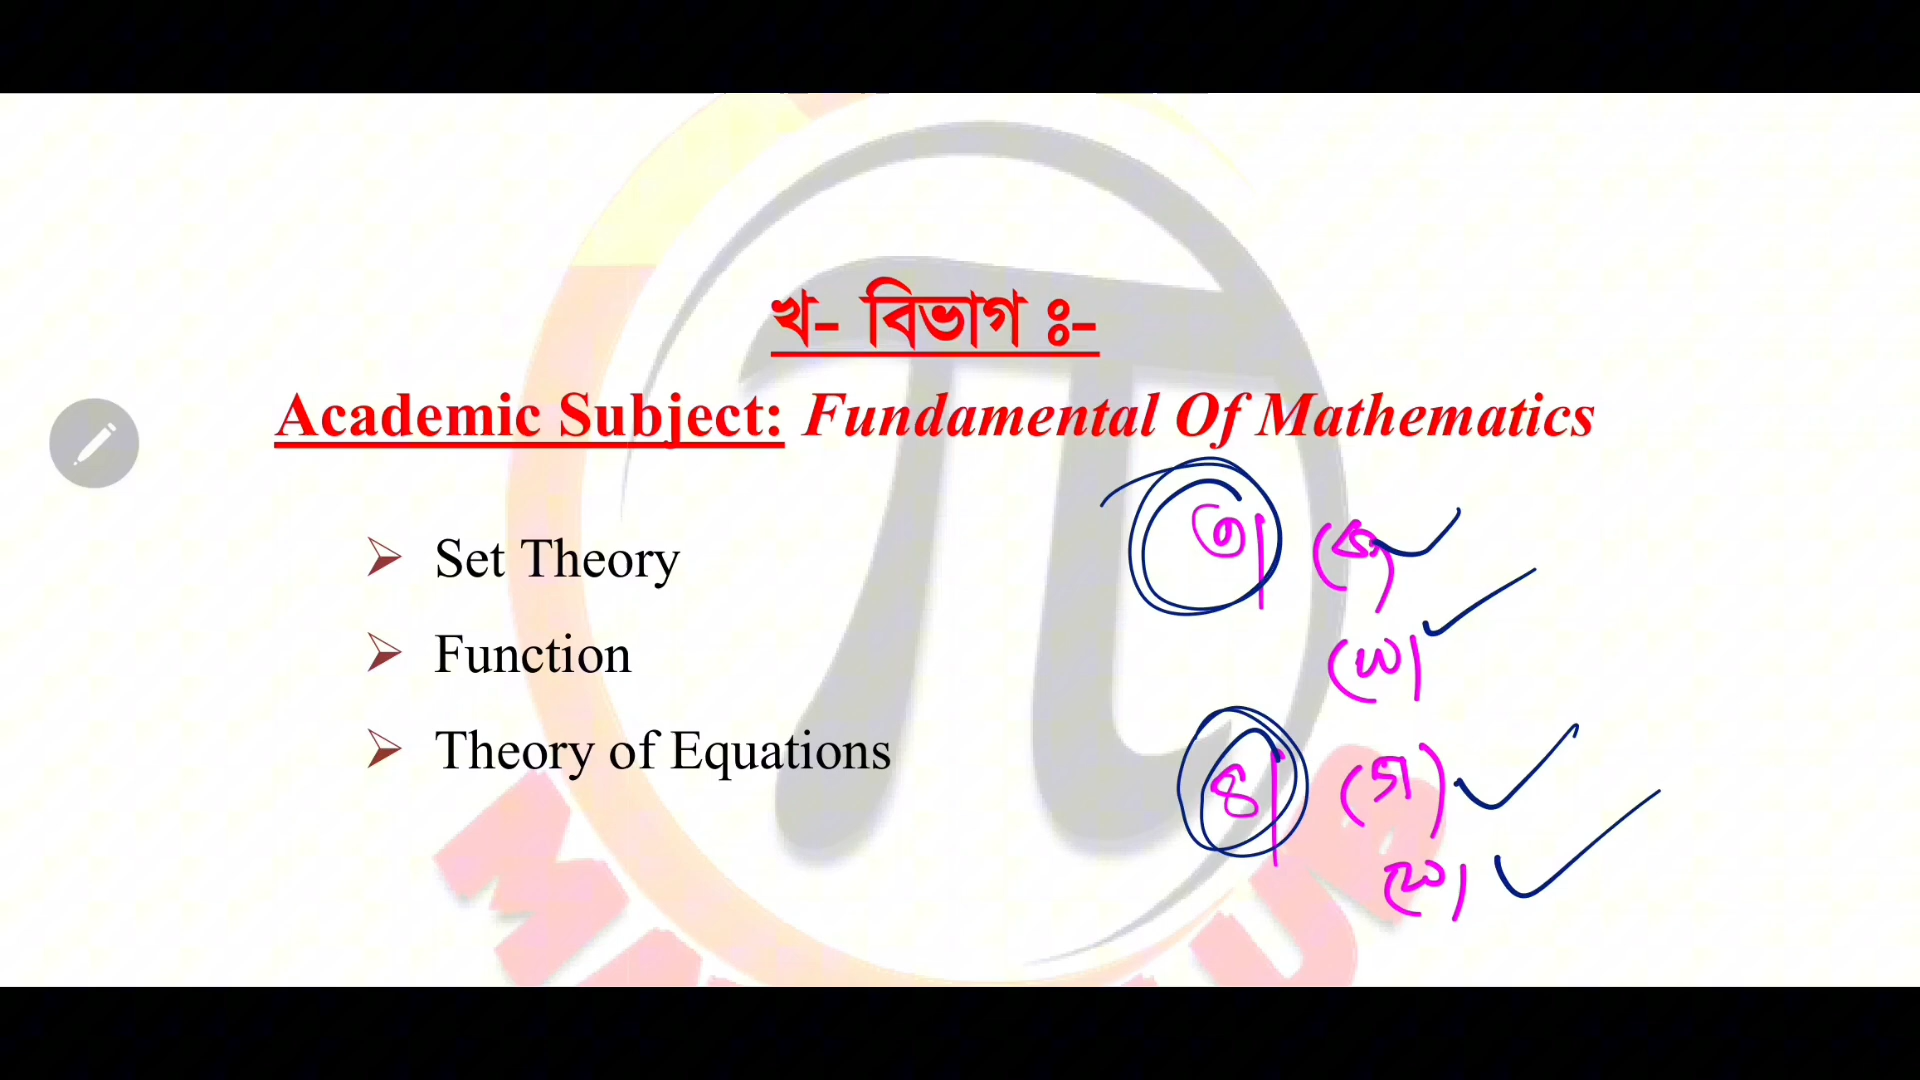 খ- বিভাগ ঃ-
Academic Subject: Fundamental Of Mathematics
Set Theory
৩| (ক)
Function
(খ)
Theory of Equations
৪| (ক)
(খ)